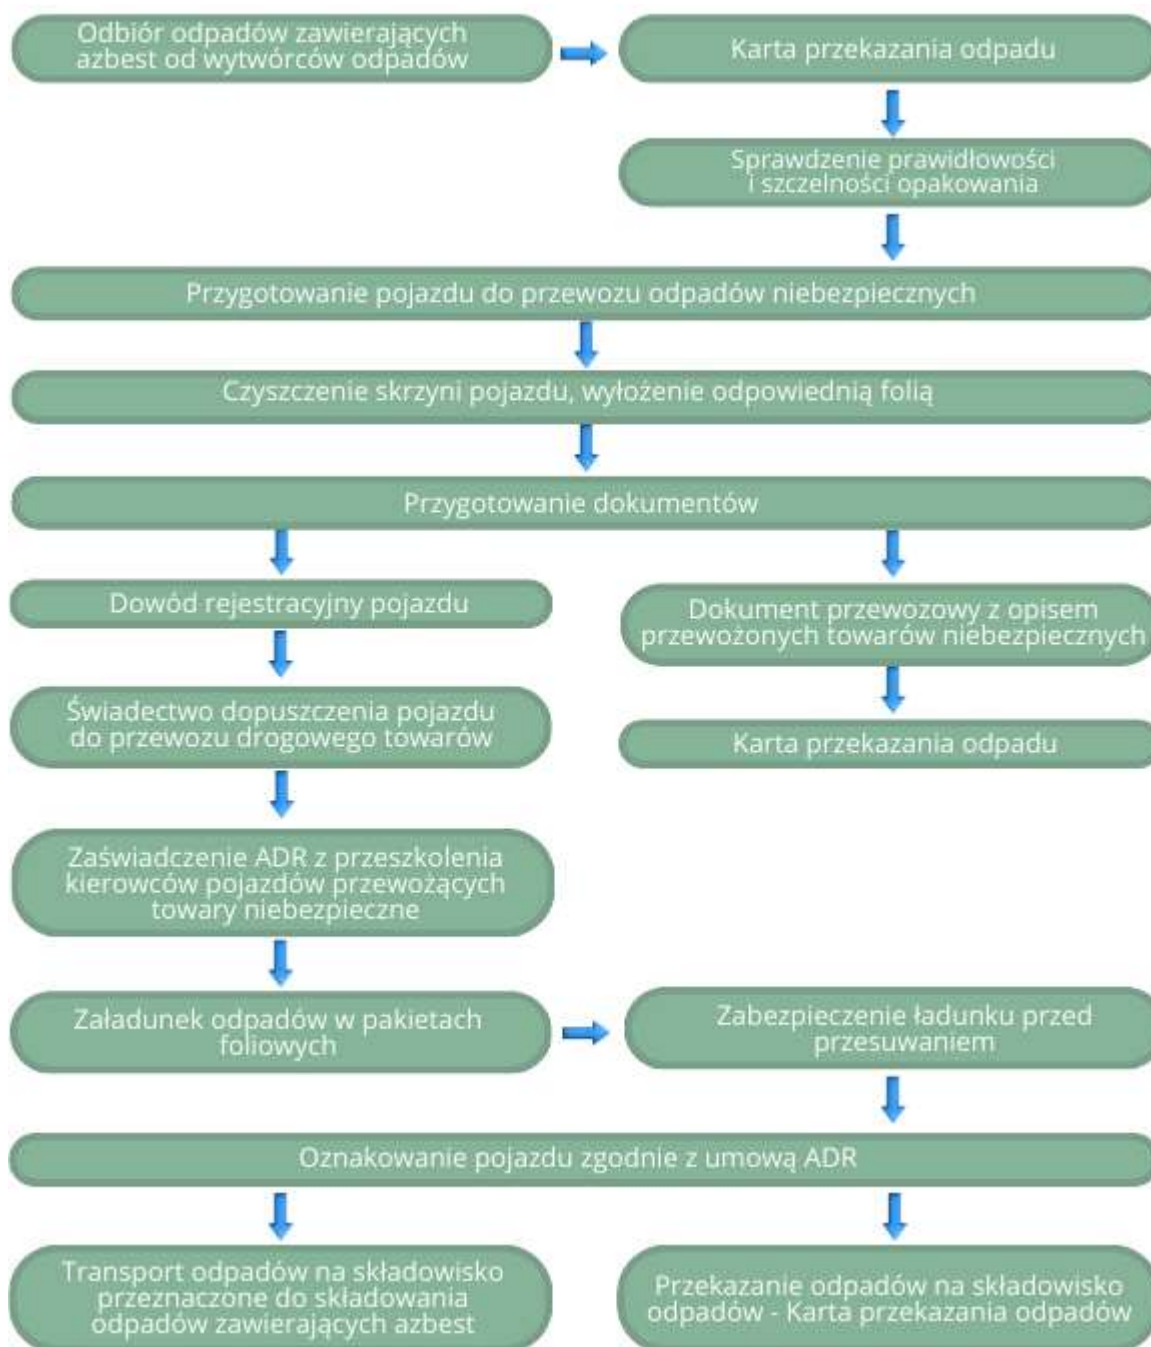 Odbiór odpadów zawierających
azbest od wytwórców odpadów
Karta przekazania odpadu
Sprawdzenie prawidłowości
i szczelności opakowania
Przygotowanie pojazdu do przewozu odpadów niebezpiecznych
Czyszczenie skrzyni pojazdu, wyłożenie odpowiednią folią
Przygotowanie dokumentów
Dowód rejestracyjny pojazdu
Dokument przewozowy z opisem
przewożonych towarów niebezpiecznych
Świadectwo dopuszczenia pojazdu
do przewozu drogowego towarów
Karta przekazania odpadu
Zaświadczenie ADR z przeszkolenia
kierowców pojazdów przewożących
towary niebezpieczne
Załadunek odpadów w pakietach
foliowych
Zabezpieczenie ładunku przed
przesuwaniem
Oznakowanie pojazdu zgodnie z umową ADR
Transport odpadów na składowisko
przeznaczone do składowania
odpadów zawierających azbest
Przekazanie odpadów na składowisko
odpadów - Karta przekazania odpadów